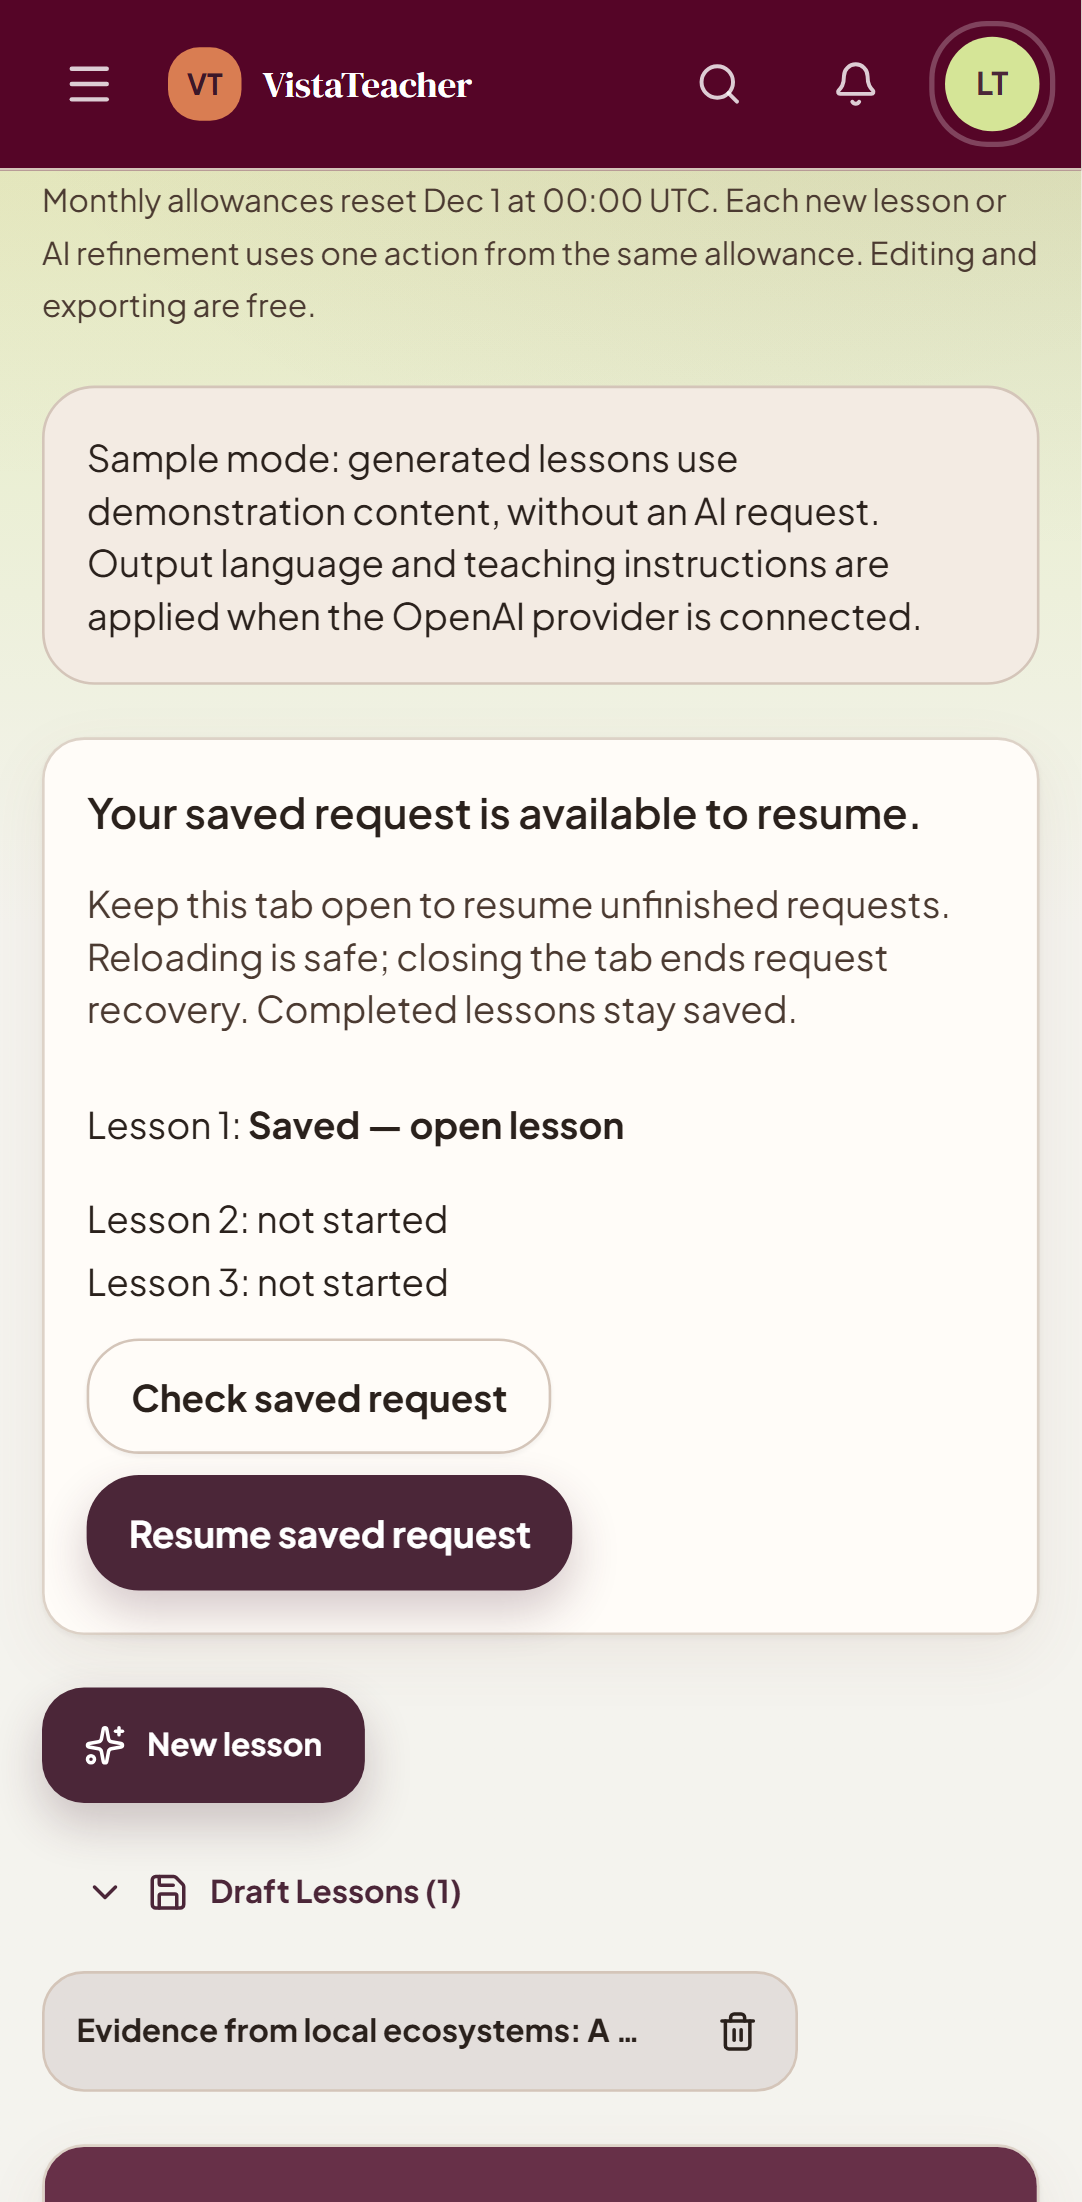 VT VistaTeacher LT
Monthly allowances reset Dec 1 at 00:00 UTC. Each new lesson or
AI refinement uses one action from the same allowance. Editing and
exporting are free.
Sample mode: generated lessons use
demonstration content, without an AI request.
Output language and teaching instructions are
applied when the OpenAI provider is connected.
Your saved request is available to resume.
Keep this tab open to resume unfinished requests.
Reloading is safe; closing the tab ends request
recovery. Completed lessons stay saved.
Lesson 1: Saved — open lesson
Lesson 2: not started
Lesson 3: not started
Check saved request
Resume saved request
New lesson
Draft Lessons (1)
Evidence from local ecosystems: A ...